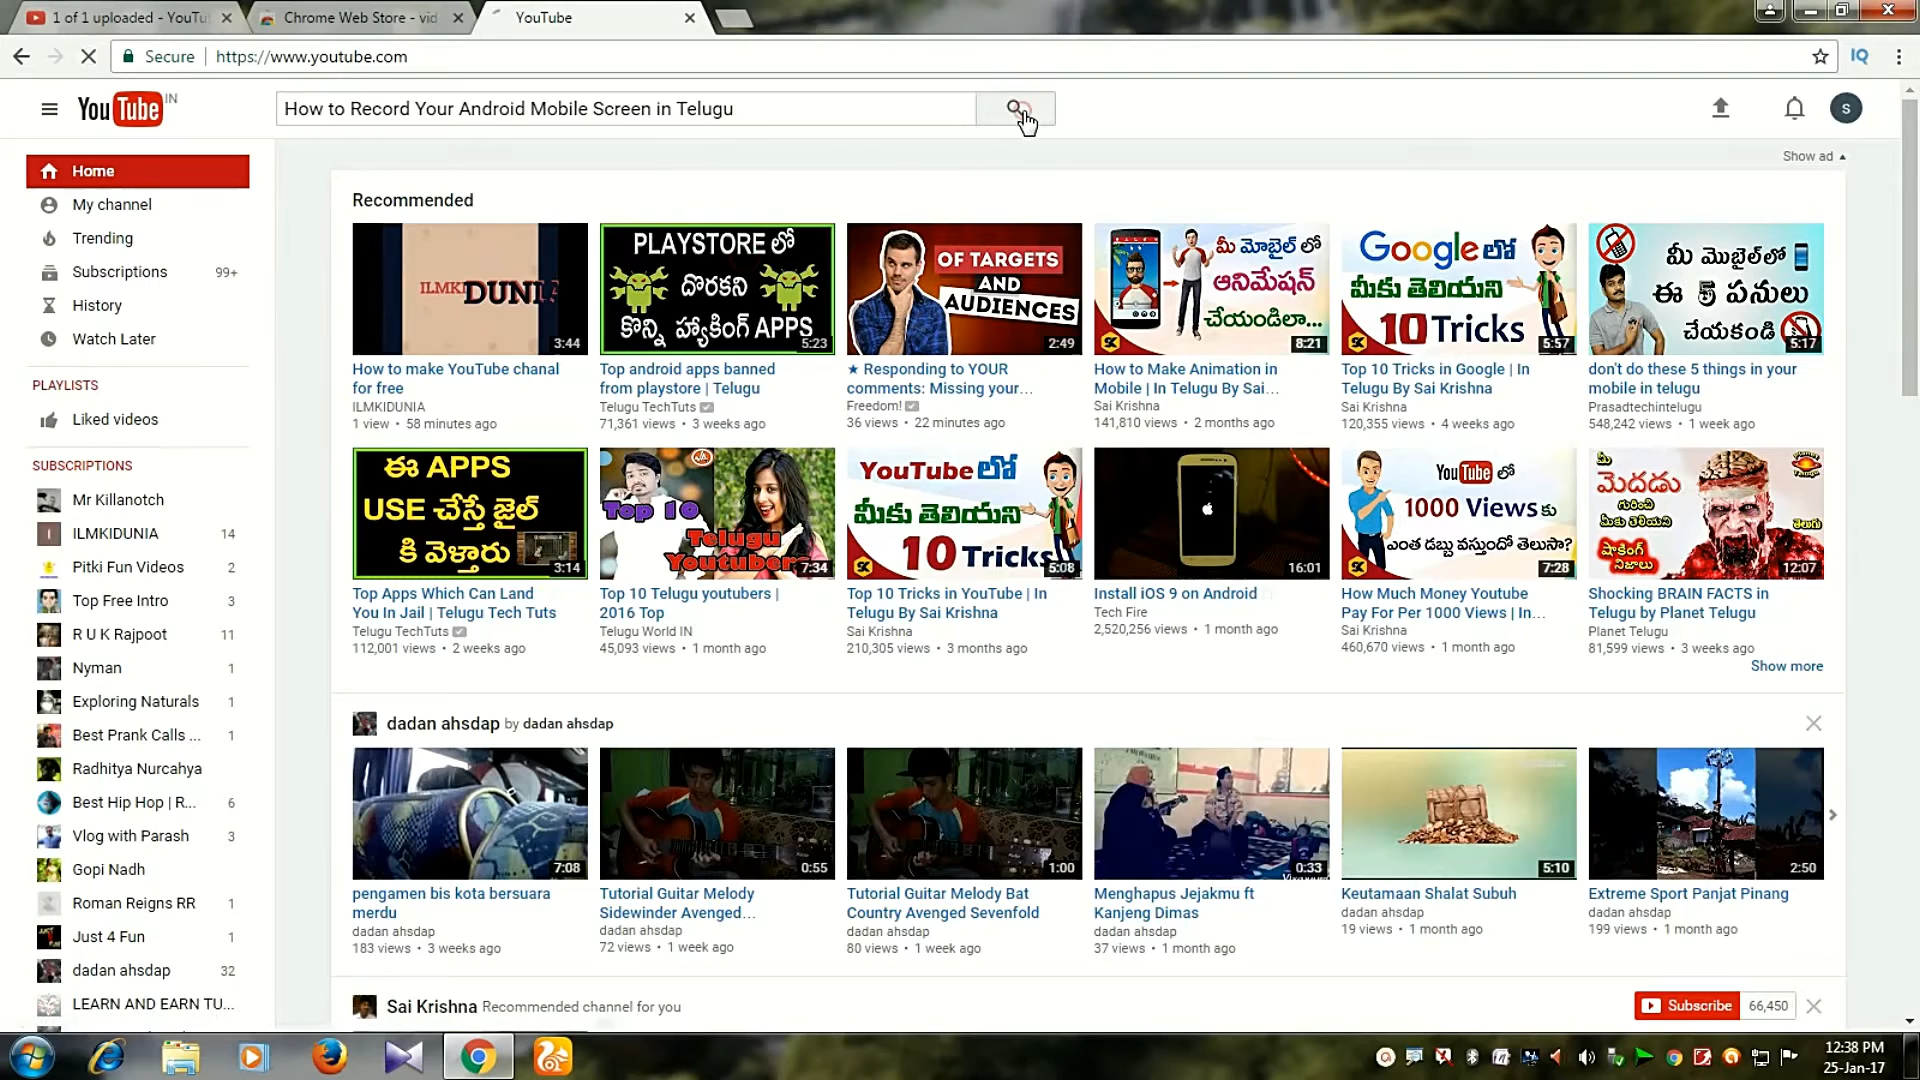 1 of 1 uploaded - YouTu
Chrome Web Store - vid
YouTube
Secure
https://www.youtube.com
IQ
YouTube IN
How to Record Your Android Mobile Screen in Telugu
S
Show ad
Home
My channel
Trending
Subscriptions 99+
History
Watch Later
PLAYLISTS
Liked videos
SUBSCRIPTIONS
Mr Killanotch
ILMKIDUNIA 14
Pitki Fun Videos 2
Top Free Intro 3
R U K Rajpoot 11
Nyman 1
Exploring Naturals 1
Best Prank Calls ... 1
Radhitya Nurcahya
Best Hip Hop | R... 6
Vlog with Parash 3
Gopi Nadh
Roman Reigns RR 1
Just 4 Fun 1
dadan ahsdap 32
LEARN AND EARN TU...
Recommended
ILMKIDUNI
3:44
How to make YouTube chanal
for free
ILMKIDUNIA
1 view • 58 minutes ago
PLAYSTORE లో
దొరకని
కొన్ని హ్యాకింగ్ APPS
5:23
Top android apps banned
from playstore | Telugu
Telugu TechTuts
71,361 views • 3 weeks ago
OF TARGETS
AND
AUDIENCES
2:49
★ Responding to YOUR
comments: Missing your...
Freedom!
36 views • 22 minutes ago
మీ మోబైల్ లో
ఆనిమేషన్
చేయండిలా...
SK
8:21
How to Make Animation in
Mobile | In Telugu By Sai...
Sai Krishna
141,810 views • 2 months ago
Google లో
మీకు తెలియని
10 Tricks
SK
5:57
Top 10 Tricks in Google | In
Telugu By Sai Krishna
Sai Krishna
120,355 views • 4 weeks ago
మీ మొబైల్‌లో
ఈ 5 పనులు
చేయకండి
5:17
don't do these 5 things in your
mobile in telugu
Prasadtechintelugu
548,242 views • 1 week ago
ఈ APPS
USE చేస్తే జైల్
కి వెళ్తారు
3:14
Top Apps Which Can Land
You In Jail | Telugu Tech Tuts
Telugu TechTuts
112,001 views • 2 weeks ago
Top 10
Telugu
Youtubers
7:34
Top 10 Telugu youtubers |
2016 Top
Telugu World IN
45,093 views • 1 month ago
YouTube లో
మీకు తెలియని
10 Tricks
SK
5:08
Top 10 Tricks in YouTube | In
Telugu By Sai Krishna
Sai Krishna
210,305 views • 3 months ago
16:01
Install iOS 9 on Android
Tech Fire
2,520,256 views • 1 month ago
YouTube లో
1000 Views కు
ఎంత డబ్బు వస్తుందో తెలుసా?
SK
7:28
How Much Money Youtube
Pay For Per 1000 Views | In...
Sai Krishna
460,670 views • 1 month ago
మీ
మెదడు
గురించి
మీకు తెలియని
షాకింగ్
నిజాలు
తెలుగు
12:07
Shocking BRAIN FACTS in
Telugu by Planet Telugu
Planet Telugu
81,599 views • 3 weeks ago
Show more
dadan ahsdap by dadan ahsdap
7:08
pengamen bis kota bersuara
merdu
dadan ahsdap
183 views • 3 weeks ago
0:55
Tutorial Guitar Melody
Sidewinder Avenged...
dadan ahsdap
72 views • 1 week ago
1:00
Tutorial Guitar Melody Bat
Country Avenged Sevenfold
dadan ahsdap
80 views • 1 week ago
0:33
Menghapus Jejakmu ft
Kanjeng Dimas
dadan ahsdap
37 views • 1 month ago
5:10
Keutamaan Shalat Subuh
dadan ahsdap
19 views • 1 month ago
2:50
Extreme Sport Panjat Pinang
dadan ahsdap
199 views • 1 month ago
Sai Krishna Recommended channel for you
Subscribe 66,450
12:38 PM
25-Jan-17